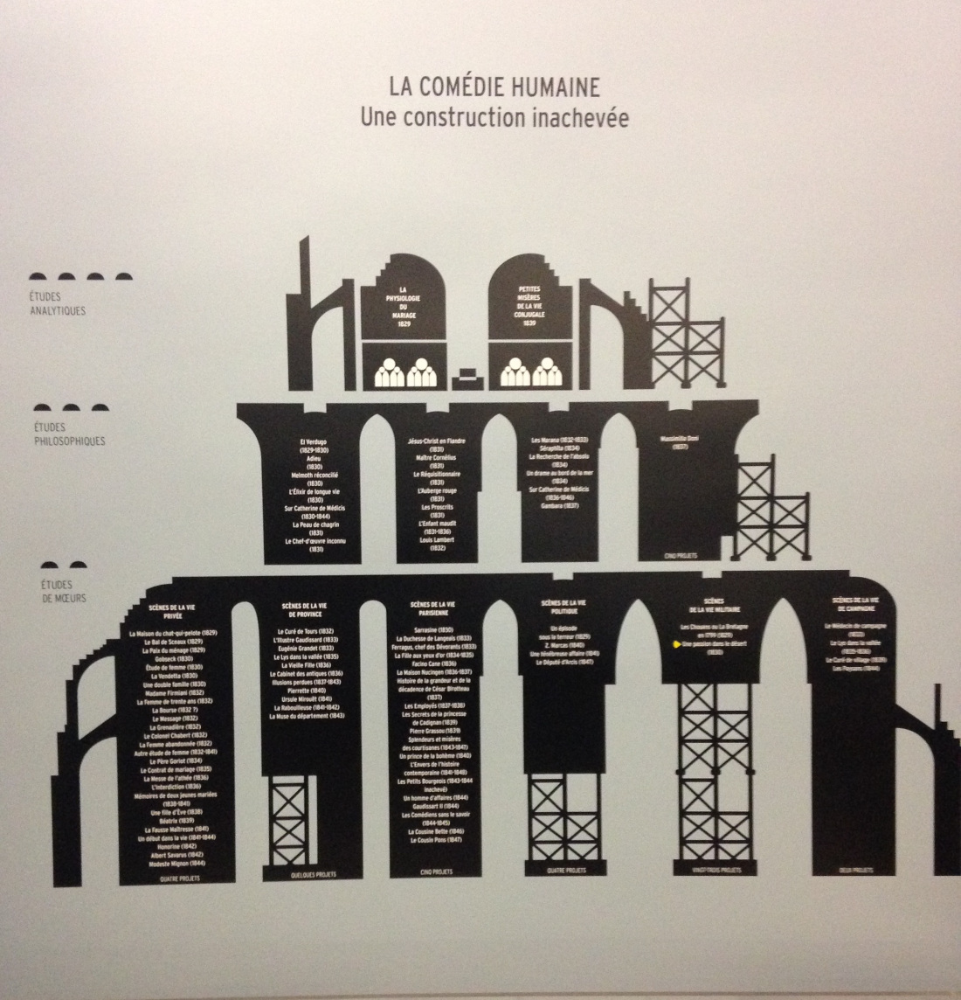 LA COMÉDIE HUMAINE
Une construction inachevée
ÉTUDES
ANALYTIQUES
LA
PHYSIOLOGIE
DU
MARIAGE
1829
PETITES
MISÈRES
DE LA VIE
CONJUGALE
1839
ÉTUDES
PHILOSOPHIQUES
El Verdugo
(1829-1830)
Adieu
(1830)
Melmoth réconcilié
(1830)
L'Élixir de longue vie
(1830)
Sur Catherine de Médicis
(1830-1844)
La Peau de chagrin
(1831)
Le Chef-d'œuvre inconnu
(1831)
Jésus-Christ en Flandre
(1831)
Maître Cornélius
(1831)
Le Réquisitionnaire
(1831)
L'Auberge rouge
(1831)
Les Proscrits
(1831)
L'Enfant maudit
(1831-1836)
Louis Lambert
(1832)
Les Marana (1832-1833)
Séraphîta (1834)
La Recherche de l'absolu
(1834)
Un drame au bord de la mer
(1834)
Sur Catherine de Médicis
(1836-1846)
Gambara (1837)
Massimilla Doni
(1837)
CINQ PROJETS
ÉTUDES
DE MŒURS
SCÈNES DE LA VIE
PRIVÉE
La Maison du chat-qui-pelote (1829)
Le Bal de Sceaux (1829)
La Paix du ménage (1829)
Gobseck (1830)
Étude de femme (1830)
La Vendetta (1830)
Une double famille (1830)
Madame Firmiani (1832)
La Femme de trente ans (1832)
La Bourse (1832 ?)
Le Message (1832)
La Grenadière (1832)
Le Colonel Chabert (1832)
La Femme abandonnée (1832)
Autre étude de femme (1832-1841)
Le Père Goriot (1834)
Le Contrat de mariage (1835)
La Messe de l'athée (1836)
L'Interdiction (1836)
Mémoires de deux jeunes mariées
(1838-1841)
Une fille d'Ève (1838)
Béatrix (1839)
La Fausse Maîtresse (1841)
Un début dans la vie (1841-1844)
Honorine (1842)
Albert Savarus (1842)
Modeste Mignon (1844)
QUATRE PROJETS
SCÈNES DE LA VIE
DE PROVINCE
Le Curé de Tours (1832)
L'Illustre Gaudissard (1833)
Eugénie Grandet (1833)
Le Lys dans la vallée (1835)
La Vieille Fille (1836)
Le Cabinet des antiques (1836)
Illusions perdues (1837-1843)
Pierrette (1840)
Ursule Mirouët (1841)
La Rabouilleuse (1841-1842)
La Muse du département (1843)
QUELQUES PROJETS
SCÈNES DE LA VIE
PARISIENNE
Sarrasine (1830)
La Duchesse de Langeais (1833)
Ferragus, chef des Dévorants (1833)
La Fille aux yeux d'or (1834-1835)
Facino Cane (1836)
La Maison Nucingen (1836-1837)
Histoire de la grandeur et de la
décadence de César Birotteau
(1837)
Les Employés (1837-1838)
Les Secrets de la princesse
de Cadignan (1839)
Pierre Grassou (1839)
Splendeurs et misères
des courtisanes (1843-1847)
Un prince de la bohème (1840)
L'Envers de l'histoire
contemporaine (1841-1848)
Les Petits Bourgeois (1843-1844
inachevé)
Un homme d'affaires (1844)
Gaudissart II (1844)
Les Comédiens sans le savoir
(1844-1845)
La Cousine Bette (1846)
Le Cousin Pons (1847)
CINQ PROJETS
SCÈNES DE LA VIE
POLITIQUE
Un épisode
sous la terreur (1829)
Z. Marcas (1840)
Une ténébreuse affaire (1841)
Le Député d'Arcis (1847)
QUATRE PROJETS
SCÈNES
DE LA VIE MILITAIRE
Les Chouans ou La Bretagne
en 1799 (1829)
Une passion dans le désert
(1830)
VINGT-TROIS PROJETS
SCÈNES DE LA VIE
DE CAMPAGNE
Le Médecin de campagne
(1833)
Le Lys dans la vallée
(1835-1836)
Le Curé de village (1839)
Les Paysans (1844)
DEUX PROJETS